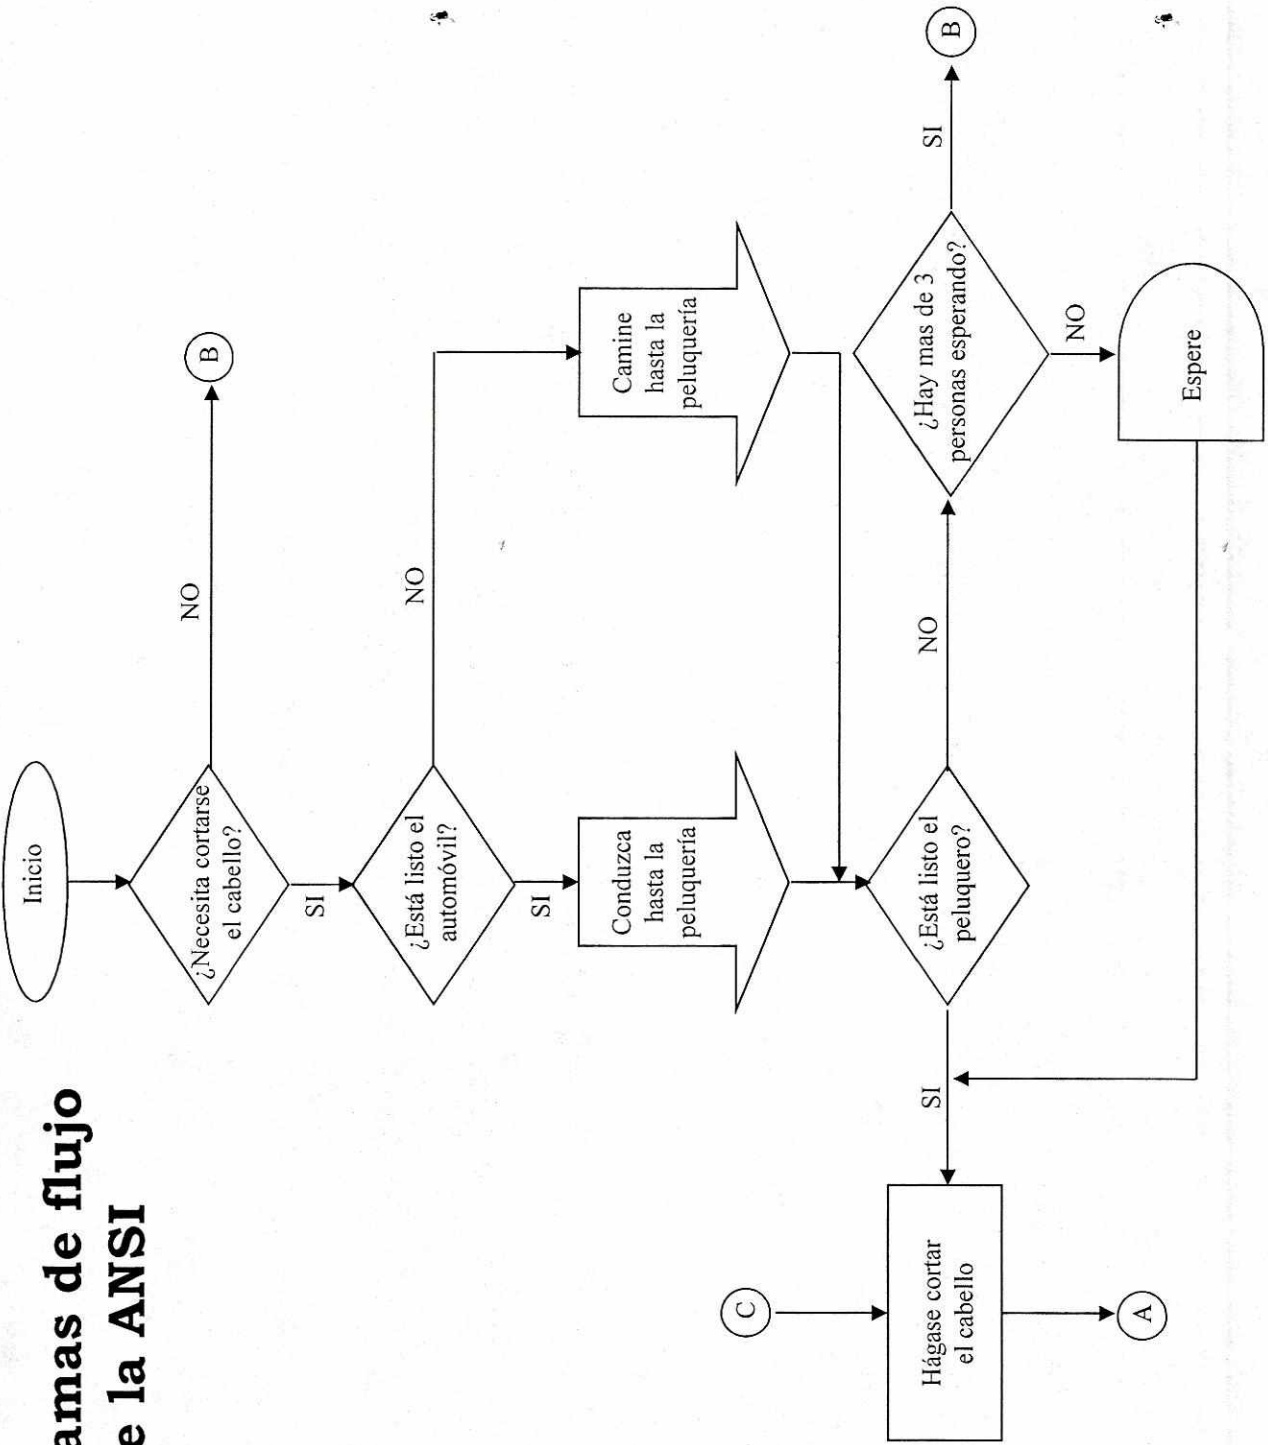 amas de flujo
e la ANSI
Inicio
¿Necesita cortarse
el cabello?
NO
B
SI
¿Está listo el
automóvil?
NO
SI
Conduzca
hasta la
peluquería
Camine
hasta la
peluquería
¿Está listo el
peluquero?
NO
¿Hay mas de 3
personas esperando?
SI
B
NO
Espere
SI
C
Hágase cortar
el cabello
A